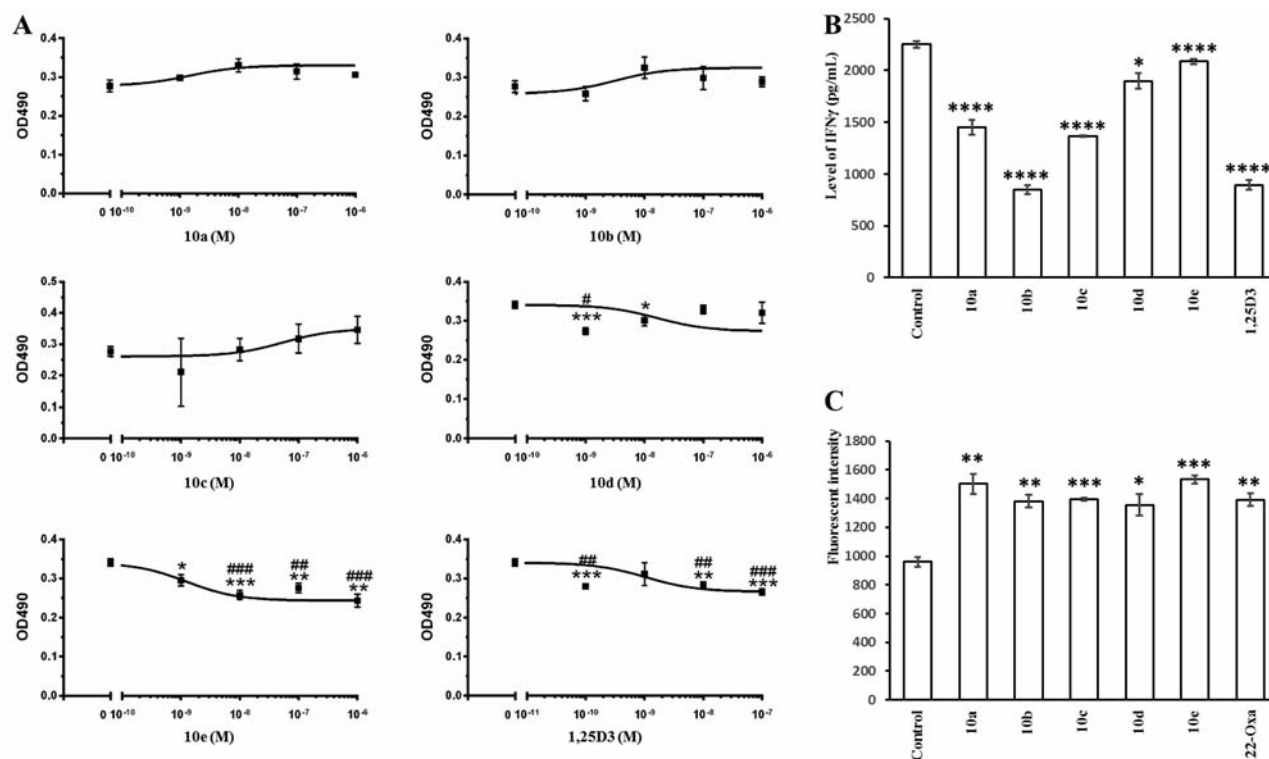 A
0.4
0.3
0.2
0.1
0.0
OD490
0 10-10 10-9 10-8 10-7 10-6
10a (M)
0.4
0.3
0.2
0.1
0.0
OD490
0 10-10 10-9 10-8 10-7 10-6
10b (M)
0.5
0.4
0.3
0.2
0.1
0.0
OD490
0 10-10 10-9 10-8 10-7 10-6
10c (M)
0.4
0.3
0.2
0.1
0.0
OD490
#
*** *
0 10-10 10-9 10-8 10-7 10-6
10d (M)
0.4
0.3
0.2
0.1
0.0
OD490
### ## ###
* *** ** **
0 10-10 10-9 10-8 10-7 10-6
10e (M)
0.4
0.3
0.2
0.1
0.0
OD490
## ## ###
*** ** ***
0 10-11 10-10 10-9 10-8 10-7
1,25D3 (M)
B
2500
2000
1500
1000
500
0
Level of IFNγ (pg/mL)
**** **** **** * **** ****
Control 10a 10b 10c 10d 10e 1,25D3
C
1800
1600
1400
1200
1000
800
600
400
200
0
Fluorescent intensity
** ** *** * *** **
Control 10a 10b 10c 10d 10e 22-Oxa